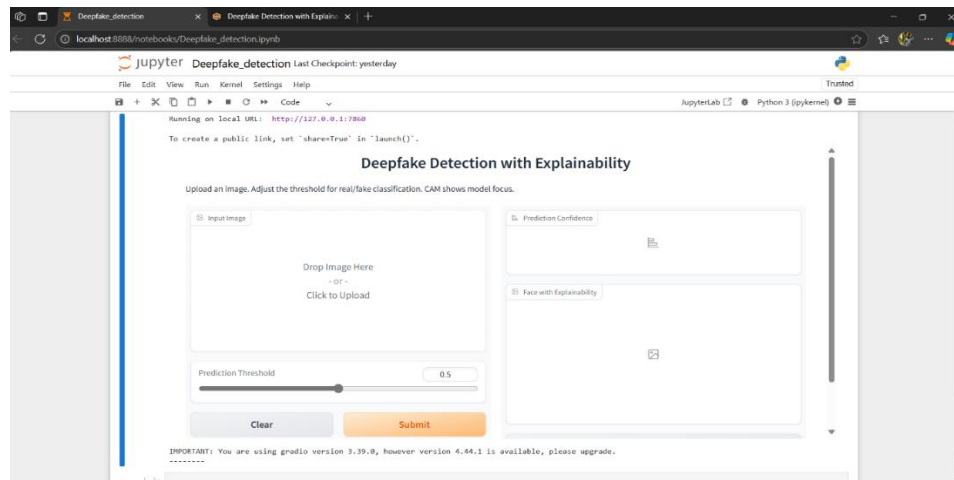 Deepfake_detection
Deepfake Detection with Explaina
localhost:8888/notebooks/Deepfake_detection.ipynb
jupyter Deepfake_detection Last Checkpoint: yesterday
File Edit View Run Kernel Settings Help
Trusted
Code
JupyterLab
Python 3 (ipykernel)
Running on local URL: http://127.0.0.1:7860
To create a public link, set `share=True` in `launch()`.
Deepfake Detection with Explainability
Upload an image. Adjust the threshold for real/fake classification. CAM shows model focus.
Input Image
Drop Image Here
- or -
Click to Upload
Prediction Threshold
0.5
Clear
Submit
Prediction Confidence
Face with Explainability
IMPORTANT: You are using gradio version 3.39.0, however version 4.44.1 is available, please upgrade.
--------